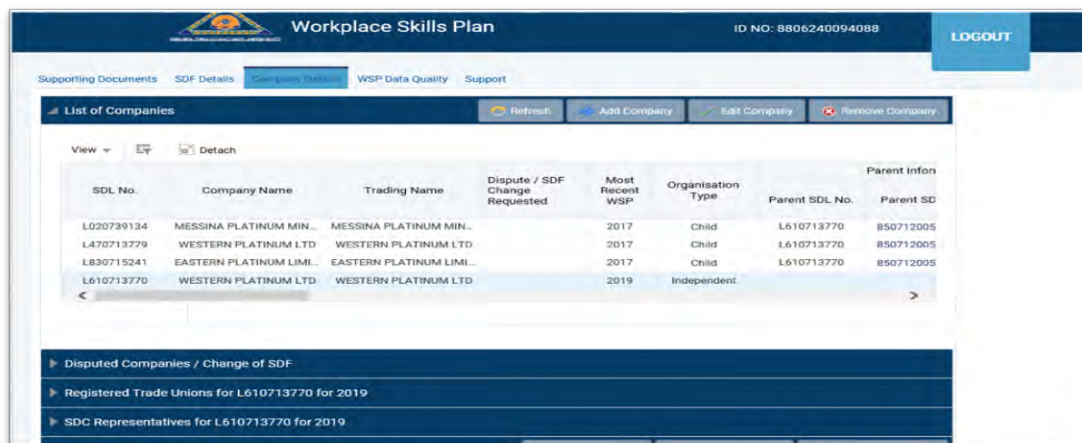 Workplace Skills Plan ID NO: 8806240094088 LOGOUT
Supporting Documents SDF Details Company Details WSP Data Quality Support
List of Companies Refresh Add Company Edit Company Remove Company
View Detach
Parent Infor
SDL No. Company Name Trading Name Dispute / SDF Change Requested Most Recent WSP Organisation Type Parent SDL No. Parent SD
L020739134 MESSINA PLATINUM MIN... MESSINA PLATINUM MIN... 2017 Child L610713770 850712005
L470713779 WESTERN PLATINUM LTD WESTERN PLATINUM LTD 2017 Child L610713770 850712005
L830715241 EASTERN PLATINUM LIMI... EASTERN PLATINUM LIMI... 2017 Child L610713770 850712005
L610713770 WESTERN PLATINUM LTD WESTERN PLATINUM LTD 2019 Independent
Disputed Companies / Change of SDF
Registered Trade Unions for L610713770 for 2019
SDC Representatives for L610713770 for 2019